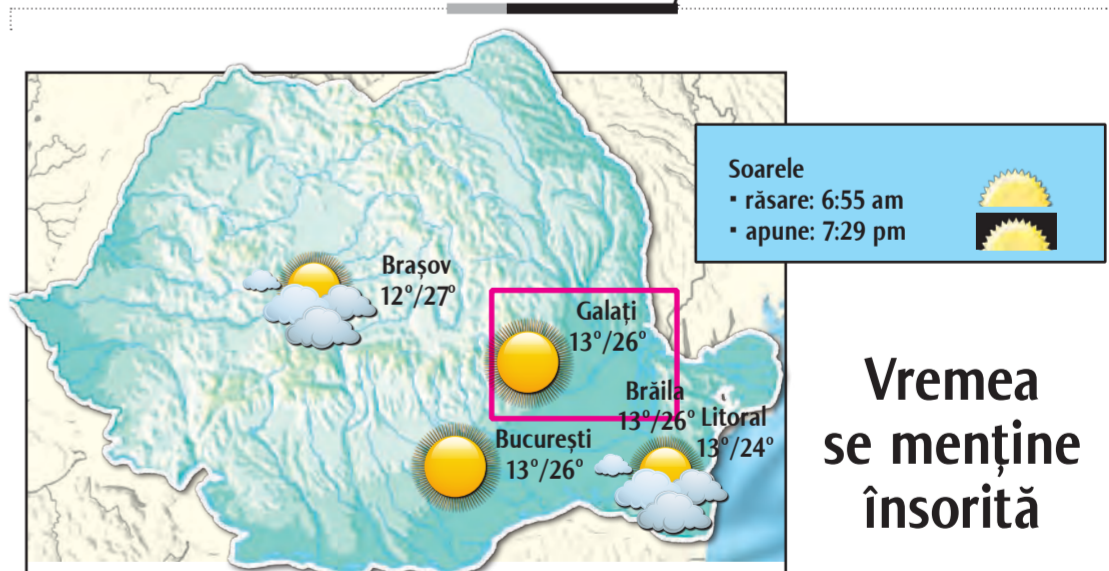 Soarele
▪ răsare: 6:55 am
▪ apune: 7:29 pm
Brașov
12°/27°
Galați
13°/26°
Brăila
13°/26°
Litoral
13°/24°
București
13°/26°
Vremea
se menține
însorită